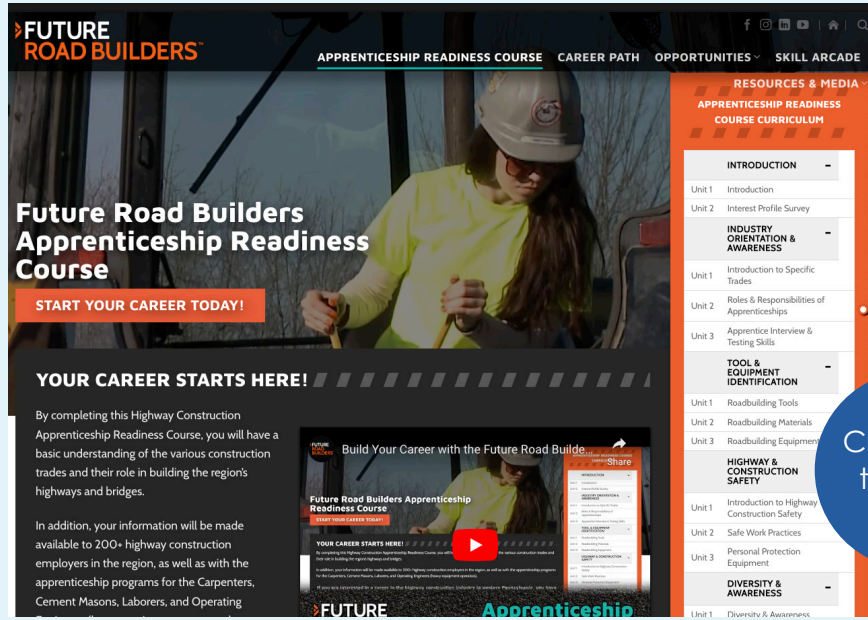 FUTURE
ROAD BUILDERS™
APPRENTICESHIP READINESS COURSE CAREER PATH OPPORTUNITIES SKILL ARCADE
RESOURCES & MEDIA
Future Road Builders
Apprenticeship Readiness
Course
START YOUR CAREER TODAY!
YOUR CAREER STARTS HERE!
By completing this Highway Construction
Apprenticeship Readiness Course, you will have a
basic understanding of the various construction
trades and their role in building the region's
highways and bridges.
In addition, your information will be made
available to 200+ highway construction
employers in the region, as well as with the
apprenticeship programs for the Carpenters,
Cement Masons, Laborers, and Operating
FUTURE
ROAD
BUILDERS
Build Your Career with the Future Road Builde...
Share
INTRODUCTION
Future Road Builders Apprenticeship
Readiness Course
START YOUR CAREER TODAY!
YOUR CAREER STARTS HERE!
FUTURE
Apprenticeship
APPRENTICESHIP READINESS
COURSE CURRICULUM
INTRODUCTION -
Unit 1 Introduction
Unit 2 Interest Profile Survey
INDUSTRY
ORIENTATION &
AWARENESS -
Unit 1 Introduction to Specific
Trades
Unit 2 Roles & Responsibilities of
Apprenticeships
Unit 3 Apprentice Interview &
Testing Skills
TOOL &
EQUIPMENT
IDENTIFICATION -
Unit 1 Roadbuilding Tools
Unit 2 Roadbuilding Materials
Unit 3 Roadbuilding Equipment
HIGHWAY &
CONSTRUCTION
SAFETY
Unit 1 Introduction to Highway
Construction Safety
Unit 2 Safe Work Practices
Unit 3 Personal Protection
Equipment
DIVERSITY &
AWARENESS -
Unit 1 Diversity & Awareness